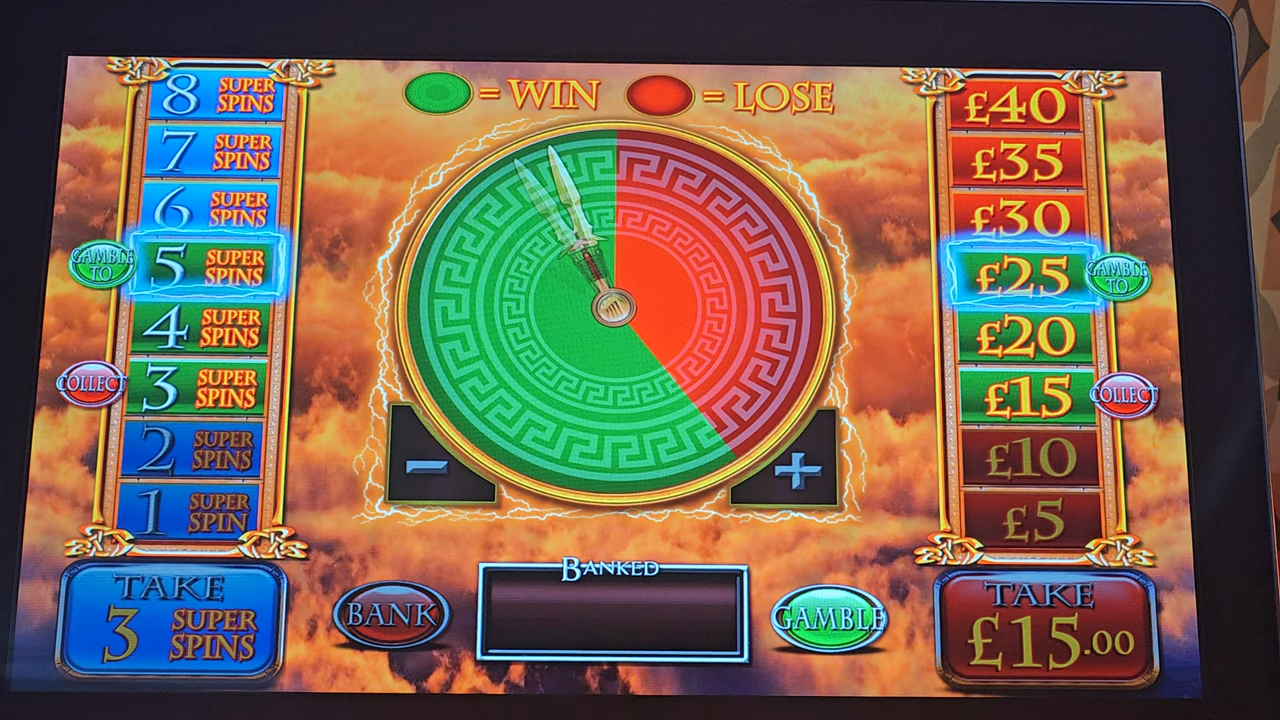 8 SUPER SPINS
7 SUPER SPINS
6 SUPER SPINS
GAMBLE TO
5 SUPER SPINS
4 SUPER SPINS
COLLECT
3 SUPER SPINS
2 SUPER SPINS
1 SUPER SPIN
TAKE
3 SUPER SPINS
= WIN
= LOSE
-
+
BANKED
BANK
GAMBLE
£40
£35
£30
£25
GAMBLE TO
£20
£15
COLLECT
£10
£5
TAKE
£15.00